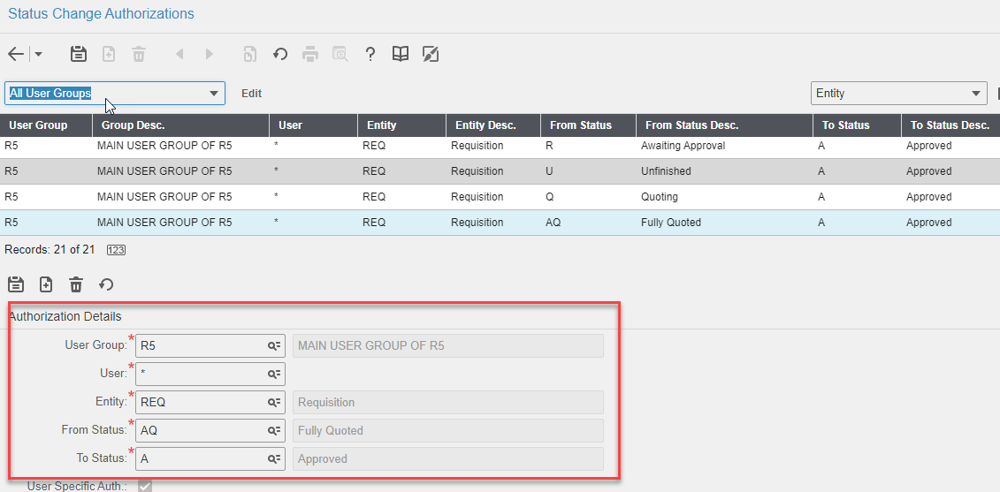 Status Change Authorizations
?
All User Groups Edit Entity
User Group Group Desc. User Entity Entity Desc. From Status From Status Desc. To Status To Status Desc.
R5 MAIN USER GROUP OF R5 * REQ Requisition R Awaiting Approval A Approved
R5 MAIN USER GROUP OF R5 * REQ Requisition U Unfinished A Approved
R5 MAIN USER GROUP OF R5 * REQ Requisition Q Quoting A Approved
R5 MAIN USER GROUP OF R5 * REQ Requisition AQ Fully Quoted A Approved
Records: 21 of 21 123
Authorization Details
User Group:* R5 MAIN USER GROUP OF R5
User:* *
Entity:* REQ Requisition
From Status:* AQ Fully Quoted
To Status:* A Approved
User Specific Auth.: